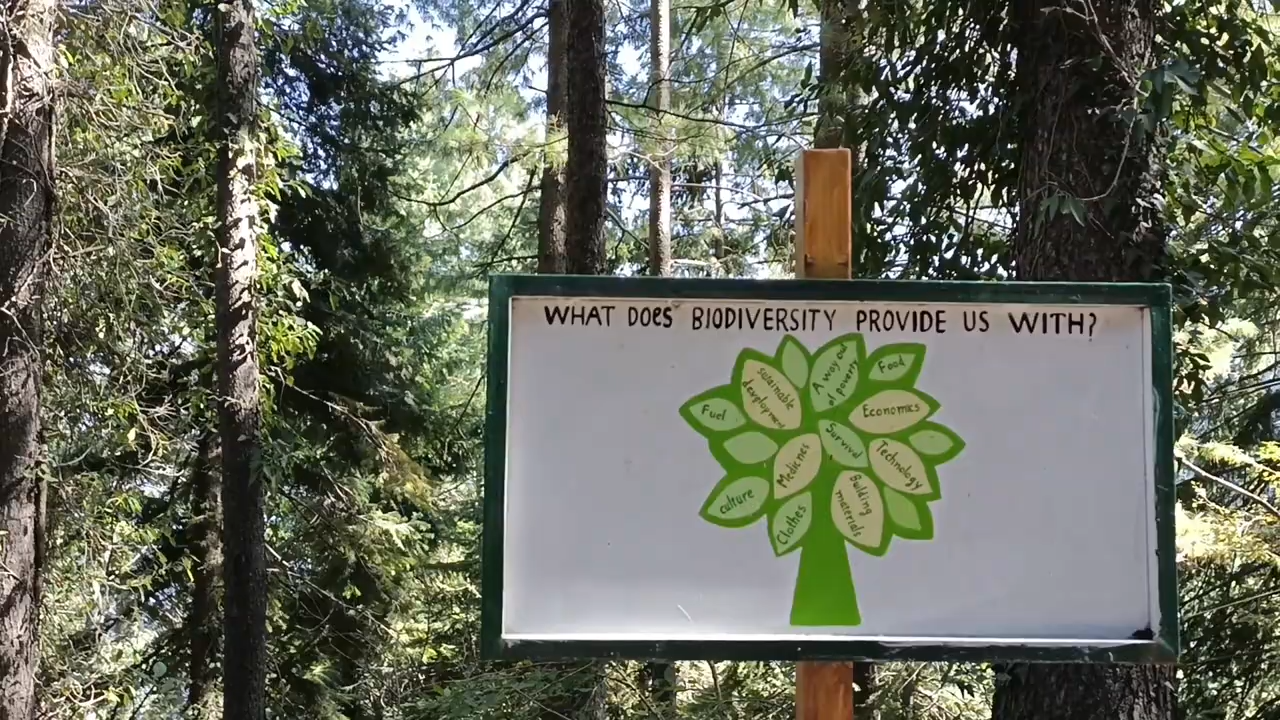 WHAT DOes BIODIVERSITY PROVIDE US WITH?
A way out
of poverty
Food
sustainable
development
Fuel
Economics
Survival
Medicines
Technology
culture
Building
materials
Clothes